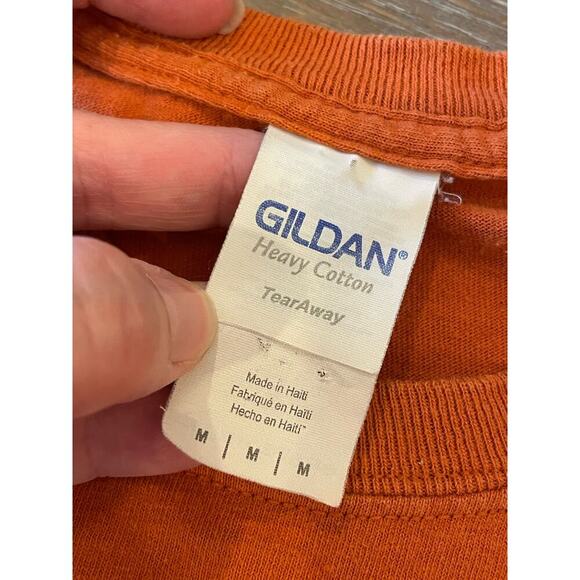 GILDAN®
Heavy Cotton
TearAway
Made in Haiti
Fabriqué en Haïti
Hecho en Haití
M | M | M